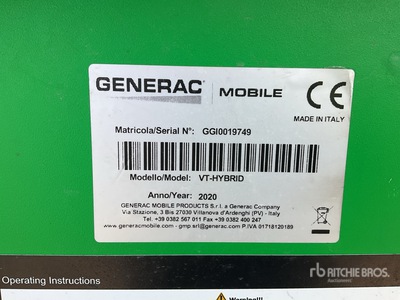 GENERAC | MOBILE
CE
MADE IN ITALY
Matricola/Serial N°: GGI0019749
Modello/Model: VT-HYBRID
Anno/Year: 2020
GENERAC MOBILE PRODUCTS S.r.l. a Generac Company
Via Stazione, 3 Bis 27030 Villanova d'Ardenghi (PV) - Italy
Tel. +39 0382 567 011 Fax +39 0382 400 247
www.generacmobile.com - gmp.srl@generac.com P.IVA 01718120189
rb RITCHIE BROS.
Operating Instructions
Warning!!!